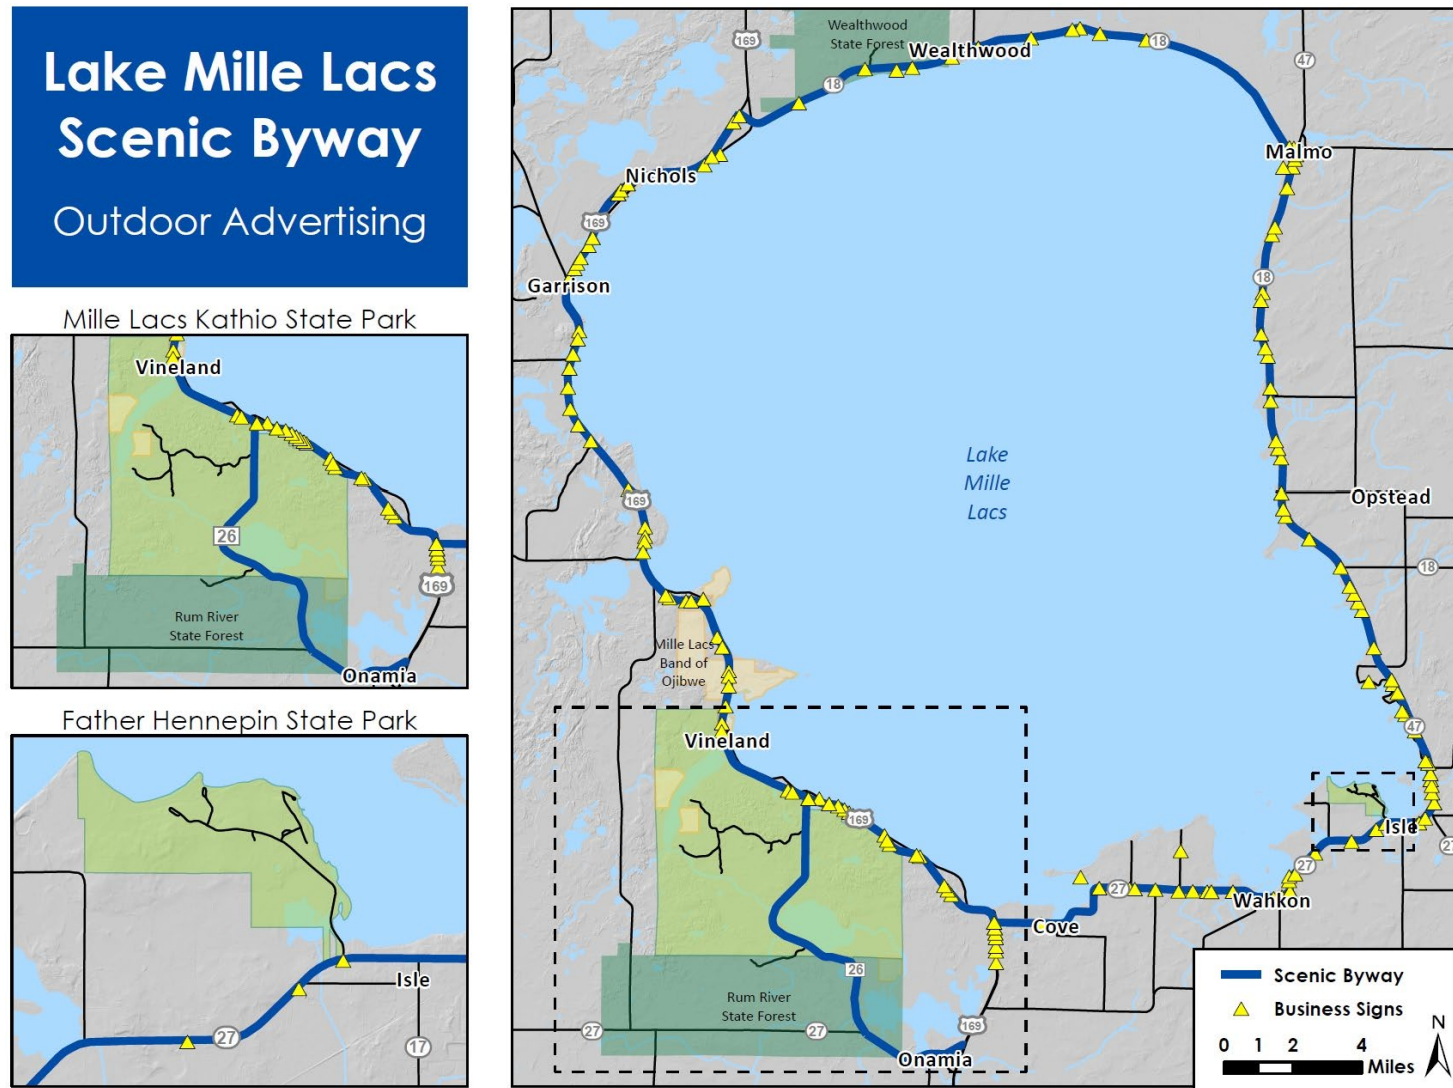 Lake Mille Lacs
Scenic Byway
Outdoor Advertising
Mille Lacs Kathio State Park
Vineland
26
169
Rum River
State Forest
Onamia
Father Hennepin State Park
Isle
27
17
Wealthwood
State Forest
169
Wealthwood
18
18
47
Malmo
Nichols
169
Garrison
18
Lake
Mille
Lacs
169
Opstead
18
Mille Lacs
Band of
Ojibwe
47
Vineland
169
Isle
27
27
27
Wahkon
Cove
26
Rum River
State Forest
27
27
169
Onamia
Scenic Byway
Business Signs
N
0 1 2 4
Miles